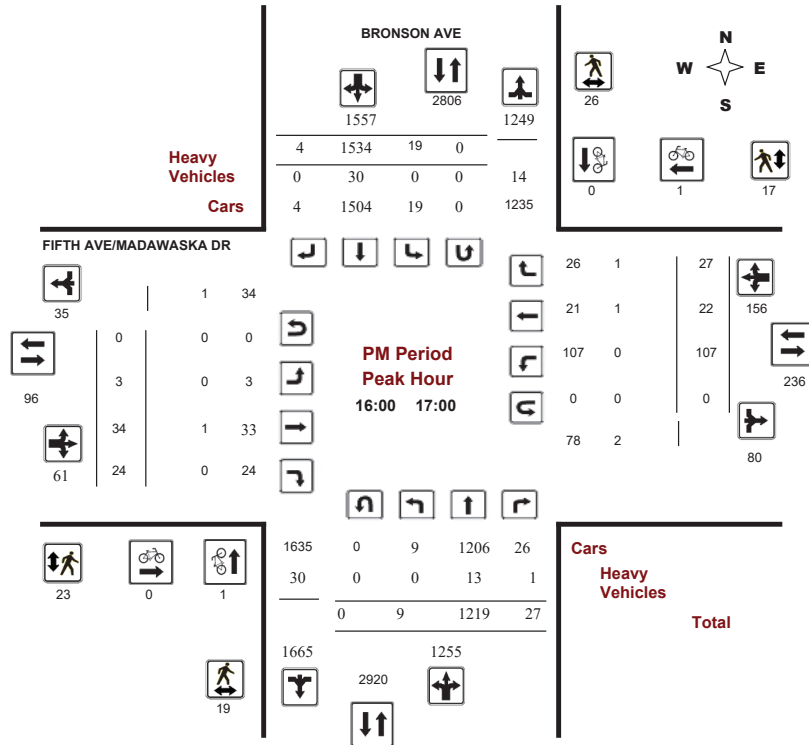 BRONSON AVE
N
W E
S
2806
26
1557 1249
4 1534 19 0
Heavy
Vehicles
0 30 0 0 14
Cars
4 1504 19 0 1235
0 1 17
FIFTH AVE/MADAWASKA DR
35
1 34
26 1 27
156
0 0 0
21 1 22
96
3 0 3
PM Period
Peak Hour
16:00 17:00
107 0 107
236
34 1 33
0 0 0
61
24 0 24
78 2
80
1635 0 9 1206 26
Cars
30 0 0 13 1
Heavy
Vehicles
23 0 1
0 9 1219 27
Total
1665 1255
2920
19